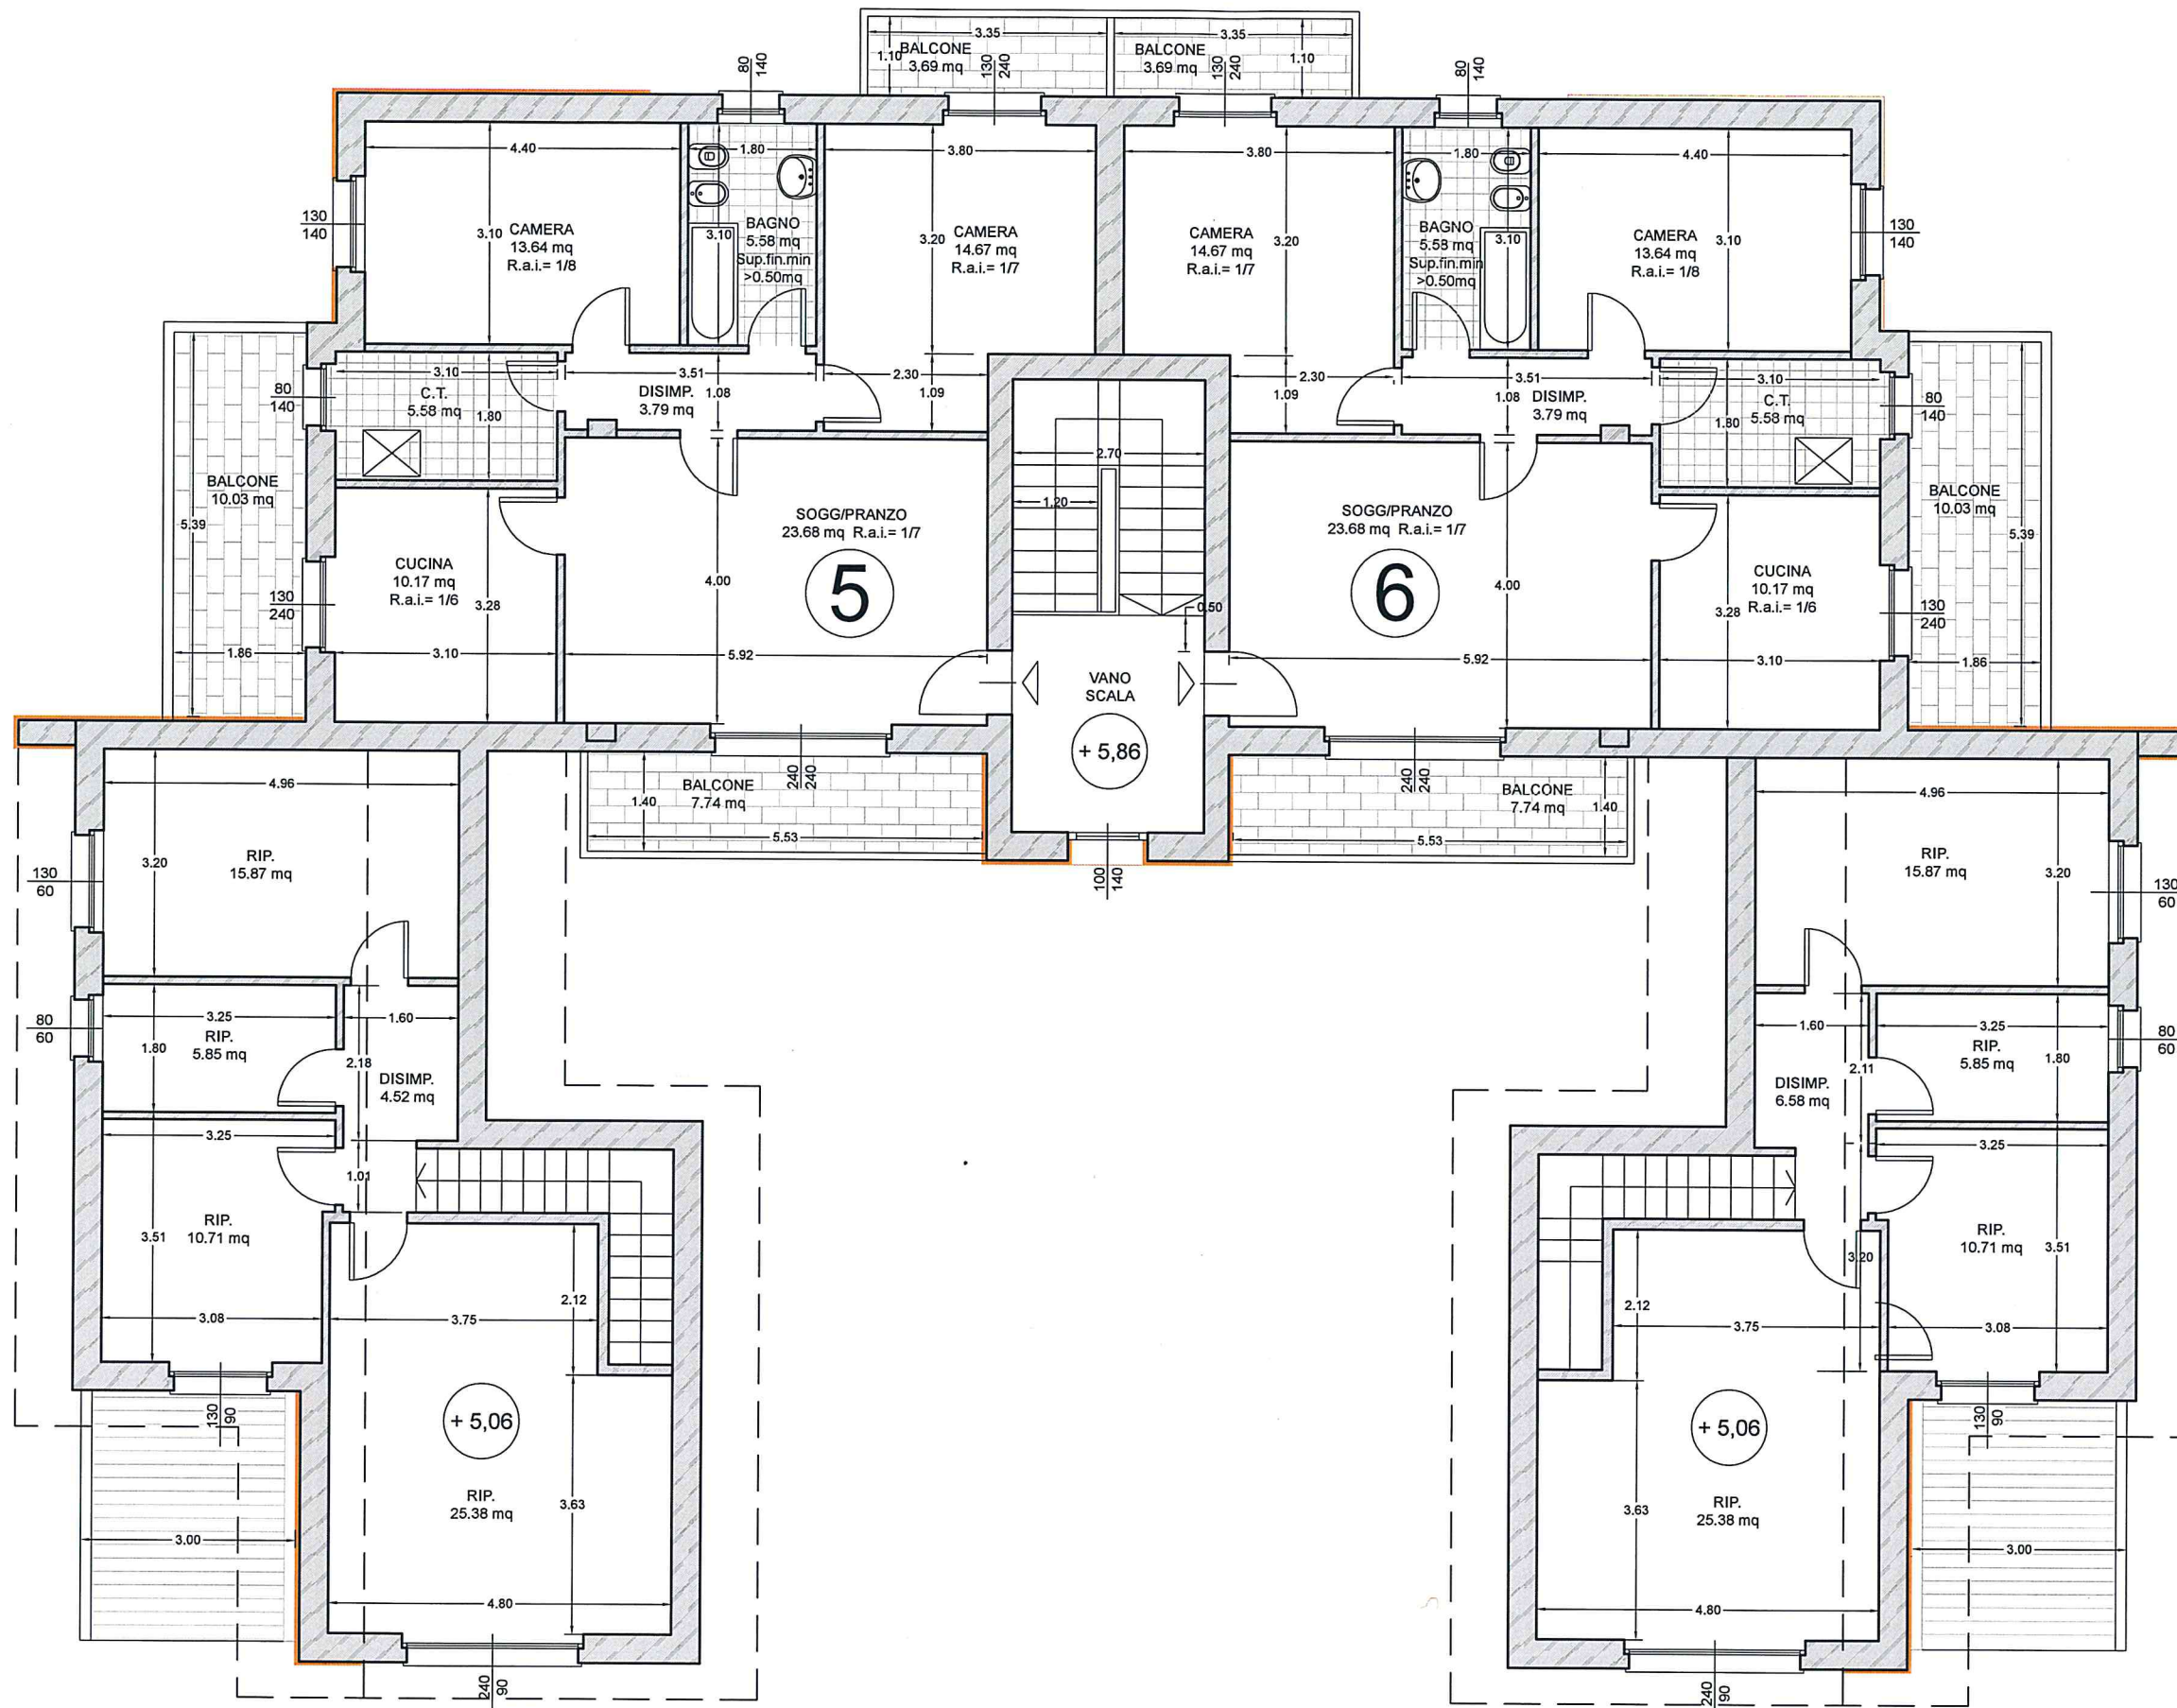 3.35
3.35
1.10
BALCONE
3.69 mq
130
240
BALCONE
3.69 mq
130
240
1.10
80
140
80
140
4.40
1.80
3.80
3.80
1.80
4.40
130
140
3.10
CAMERA
13.64 mq
R.a.i.= 1/8
3.10
BAGNO
5.58 mq
Sup.fin.min
>0.50mq
3.20
CAMERA
14.67 mq
R.a.i.= 1/7
CAMERA
14.67 mq
R.a.i.= 1/7
3.20
BAGNO
5.58 mq
Sup.fin.min
>0.50mq
3.10
CAMERA
13.64 mq
R.a.i.= 1/8
3.10
130
140
80
140
3.10
C.T.
5.58 mq
1.80
3.51
DISIMP.
3.79 mq
1.08
2.30
1.09
2.30
1.09
3.51
1.08
DISIMP.
3.79 mq
3.10
C.T.
5.58 mq
1.80
80
140
BALCONE
10.03 mq
5.39
1.86
130
240
CUCINA
10.17 mq
R.a.i.= 1/6
3.28
3.10
SOGG/PRANZO
23.68 mq R.a.i.= 1/7
5
4.00
5.92
2.70
1.20
0.50
VANO
SCALA
+ 5,86
SOGG/PRANZO
23.68 mq R.a.i.= 1/7
6
4.00
5.92
CUCINA
10.17 mq
R.a.i.= 1/6
3.28
3.10
130
240
BALCONE
10.03 mq
5.39
1.86
1.40
BALCONE
7.74 mq
240
240
5.53
100
140
240
240
BALCONE
7.74 mq
1.40
5.53
4.96
3.20
RIP.
15.87 mq
130
60
4.96
RIP.
15.87 mq
3.20
130
60
80
60
3.25
RIP.
5.85 mq
1.80
1.60
2.18
DISIMP.
4.52 mq
1.60
2.11
DISIMP.
6.58 mq
3.25
RIP.
5.85 mq
1.80
80
60
3.25
1.01
RIP.
10.71 mq
3.51
3.08
130
90
3.25
RIP.
10.71 mq
3.51
3.20
3.08
130
90
2.12
3.75
+ 5,06
RIP.
25.38 mq
3.63
4.80
240
90
3.00
2.12
3.75
+ 5,06
RIP.
25.38 mq
3.63
4.80
240
90
3.00